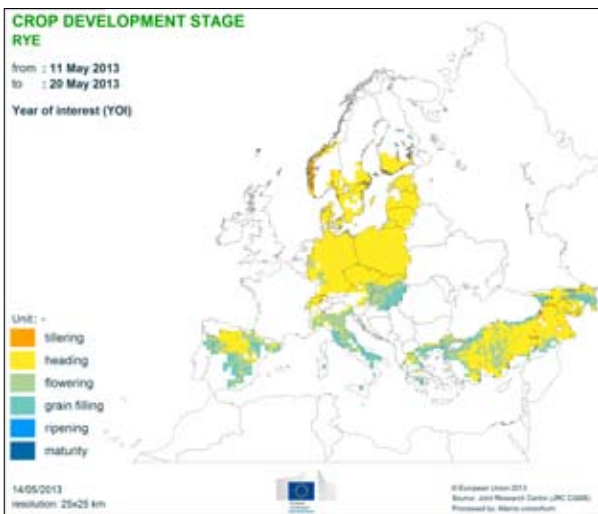 CROP DEVELOPMENT STAGE
RYE
from : 11 May 2013
to : 20 May 2013
Year of interest (YOI)
Unit: -
tillering
heading
flowering
grain filling
ripening
maturity
14/05/2013
resolution: 25x25 km
© European Union 2013
Source: Joint Research Centre (JRC
Processed by: Alterra consortium